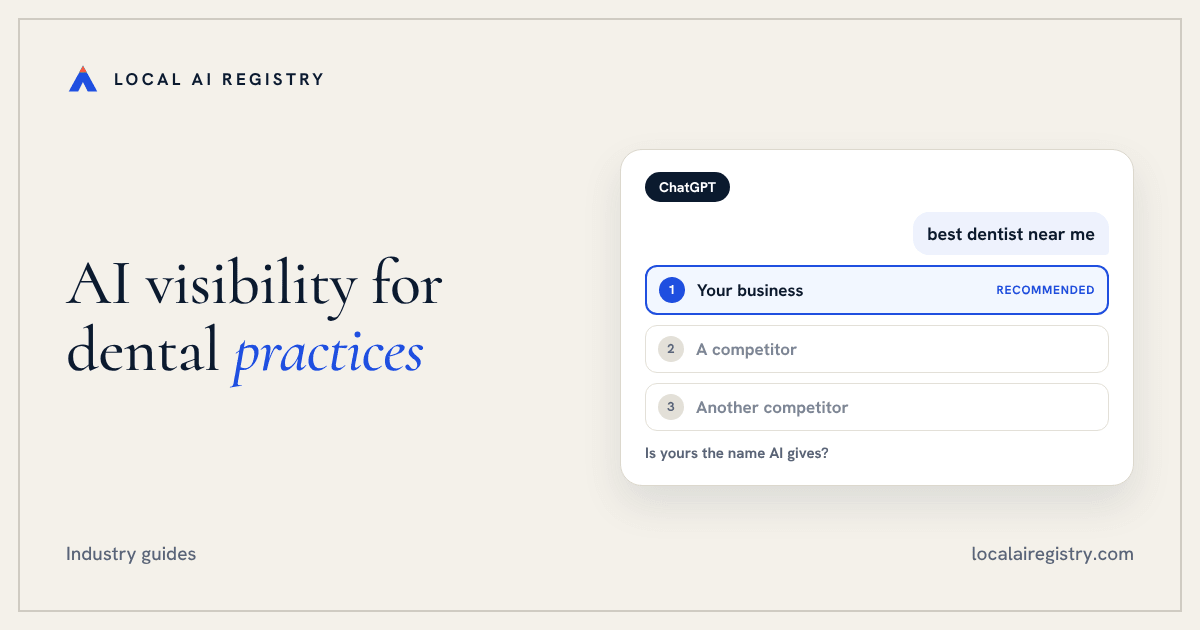 LOCAL AI REGISTRY
AI visibility for
dental practices
ChatGPT
best dentist near me
1 Your business RECOMMENDED
2 A competitor
3 Another competitor
Is yours the name AI gives?
Industry guides
localairegistry.com